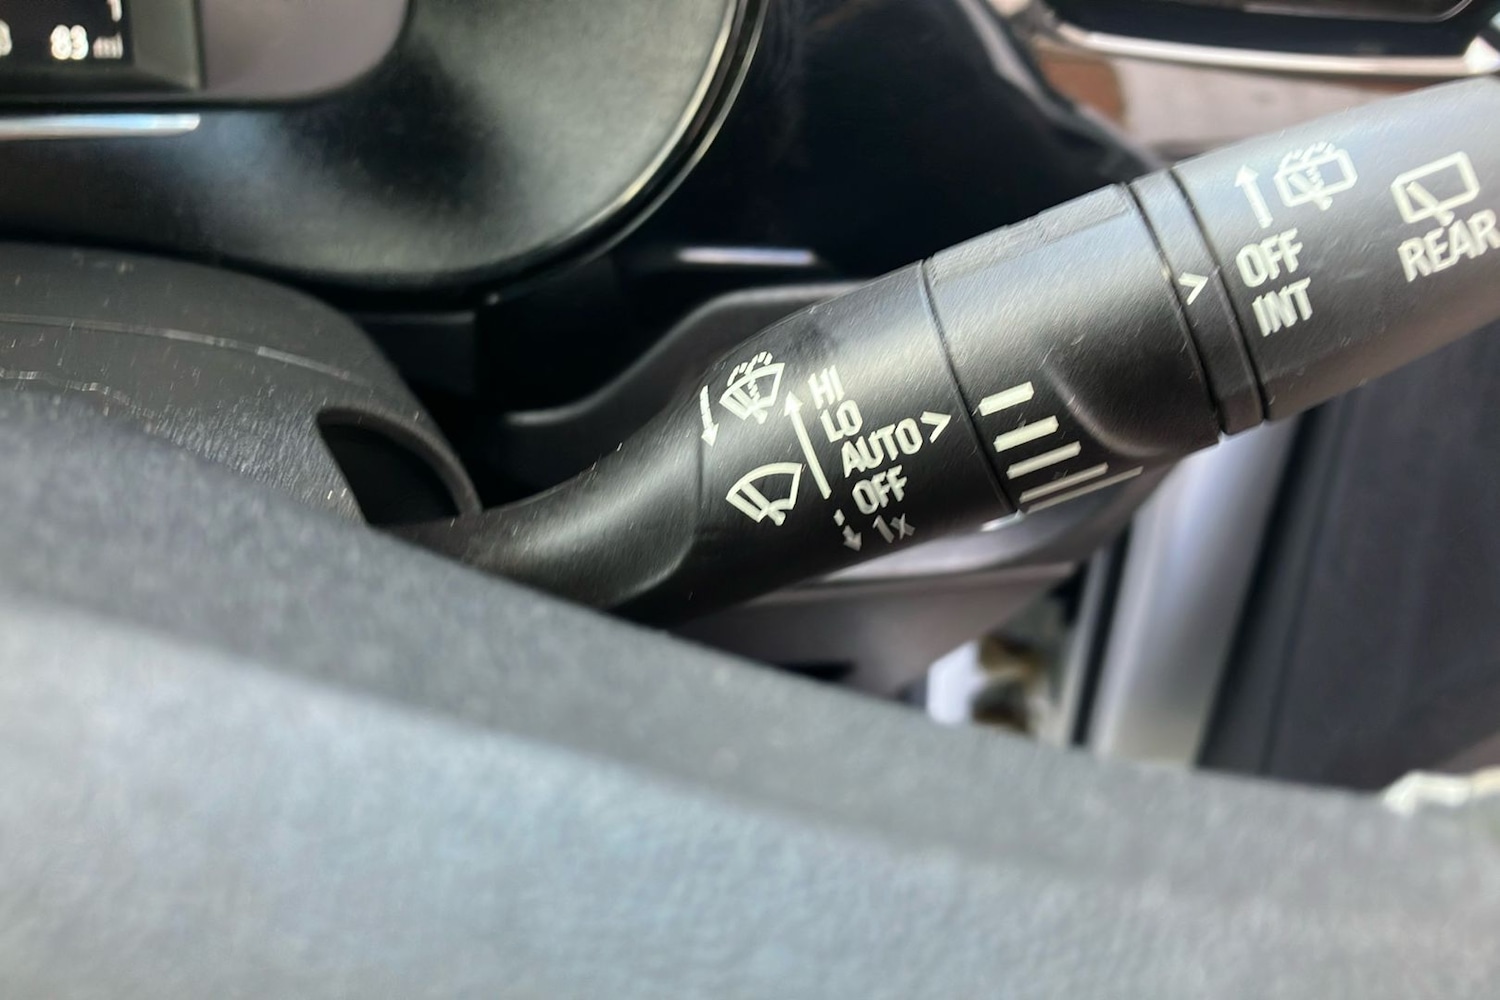 83 mi
HI
LO
AUTO
OFF
1x
OFF
INT
REAR